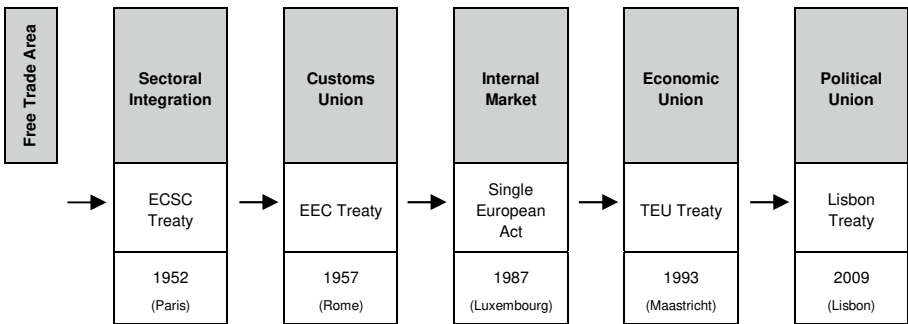 Free Trade Area
Sectoral
Integration
ECSC
Treaty
1952
(Paris)
Customs
Union
EEC Treaty
1957
(Rome)
Internal
Market
Single
European
Act
1987
(Luxembourg)
Economic
Union
TEU Treaty
1993
(Maastricht)
Political
Union
Lisbon
Treaty
2009
(Lisbon)